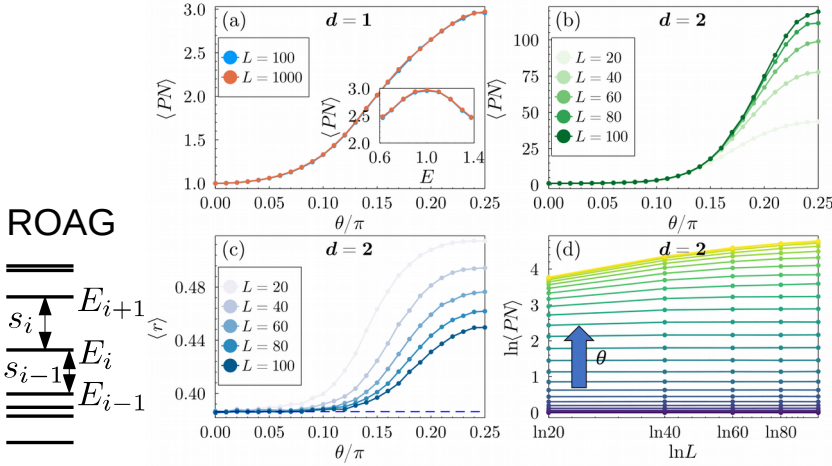 ROAG
E_{i+1}
s_i
E_i
s_{i−1}
E_{i−1}
(a)
d = 1
⟨PN⟩
3.0
2.5
2.0
1.5
1.0
L = 100
L = 1000
0.00 0.05 0.10 0.15 0.20 0.25
θ/π
⟨PN⟩
3.0
2.5
2.0
0.6 1.0 1.4
E
(b)
d = 2
⟨PN⟩
100
75
50
25
0
L = 20
L = 40
L = 60
L = 80
L = 100
0.00 0.05 0.10 0.15 0.20 0.25
θ/π
(c)
d = 2
⟨r⟩
0.48
0.40
L = 20
L = 40
L = 60
L = 80
L = 100
0.00 0.05 0.10 0.15 0.20 0.25
θ/π
(d)
d = 2
ln⟨PN⟩
4
3
2
1
0
θ
ln20 ln40 ln60 ln80
lnL